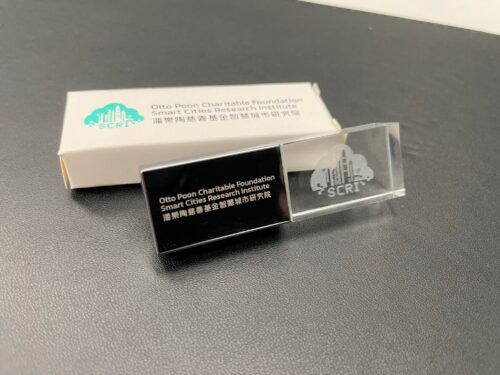 Otto Poon Charitable Foundation
Smart Cities Research Institute
潘樂陶慈善基金智慧城市研究院
SCRI
Otto Poon Charitable Foundation
Smart Cities Research Institute
潘樂陶慈善基金智慧城市研究院
SCRI